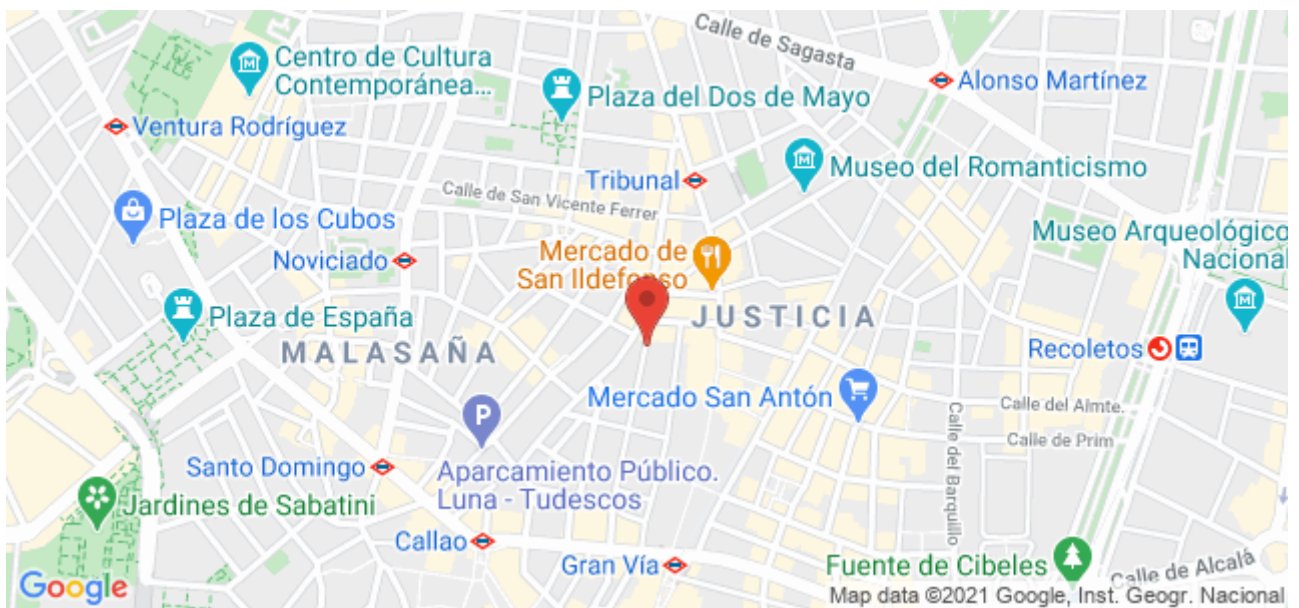 Calle de Sagasta
Centro de Cultura
Contemporánea...
Alonso Martínez
Plaza del Dos de Mayo
Ventura Rodríguez
Museo del Romanticismo
Tribunal
Calle de San Vicente Ferrer
Plaza de los Cubos
Museo Arqueológico
Nacional
Mercado de
San Ildefonso
Noviciado
Plaza de España
JUSTICIA
MALASAÑA
Recoletos
Mercado San Antón
Calle del Almte.
P
Calle de Prim
Calle del Barquillo
Santo Domingo
Aparcamiento Público.
Luna - Tudescos
Jardines de Sabatini
Callao
Gran Vía
Fuente de Cibeles
Calle de Alcalá
Google
Map data ©2021 Google, Inst. Geogr. Nacional